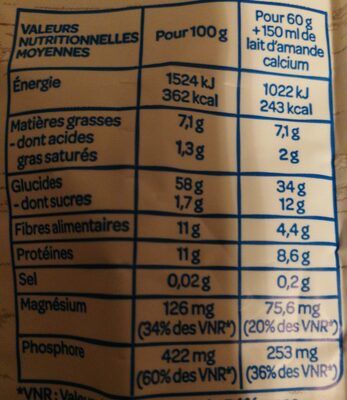 VALEURS
NUTRITIONNELLES
MOYENNES
Pour 100 g
Pour 60 g
+ 150 ml de
lait d'amande
calcium
Énergie
1524 kJ
362 kcal
1022 kJ
243 kcal
Matières grasses
7,1 g
7,1 g
- dont acides
gras saturés
1,3 g
2 g
Glucides
58 g
34 g
- dont sucres
1,7 g
12 g
Fibres alimentaires
11 g
4,4 g
Protéines
11 g
8,6 g
Sel
0,02 g
0,2 g
Magnésium
126 mg
(34% des VNR*)
75,6 mg
(20% des VNR*)
Phosphore
422 mg
(60% des VNR*)
253 mg
(36% des VNR*)
*VNR :